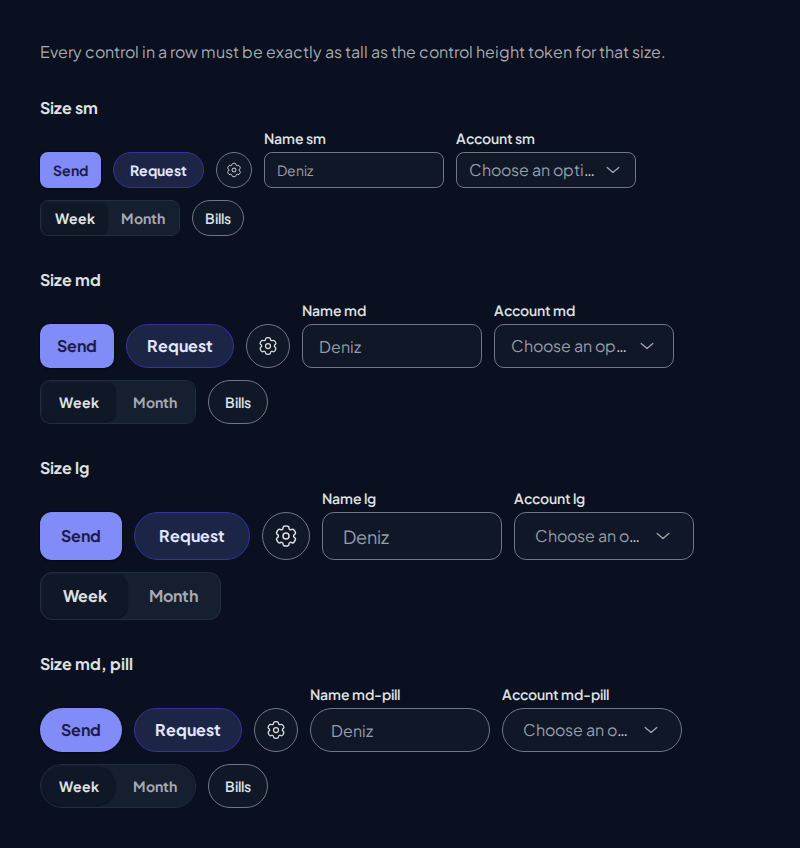 Every control in a row must be exactly as tall as the control height token for that size.
Size sm
Name sm
Account sm
Send
Request
Deniz
Choose an opti...
Week
Month
Bills
Size md
Name md
Account md
Send
Request
Deniz
Choose an op...
Week
Month
Bills
Size lg
Name lg
Account lg
Send
Request
Deniz
Choose an o...
Week
Month
Size md, pill
Name md-pill
Account md-pill
Send
Request
Deniz
Choose an o...
Week
Month
Bills